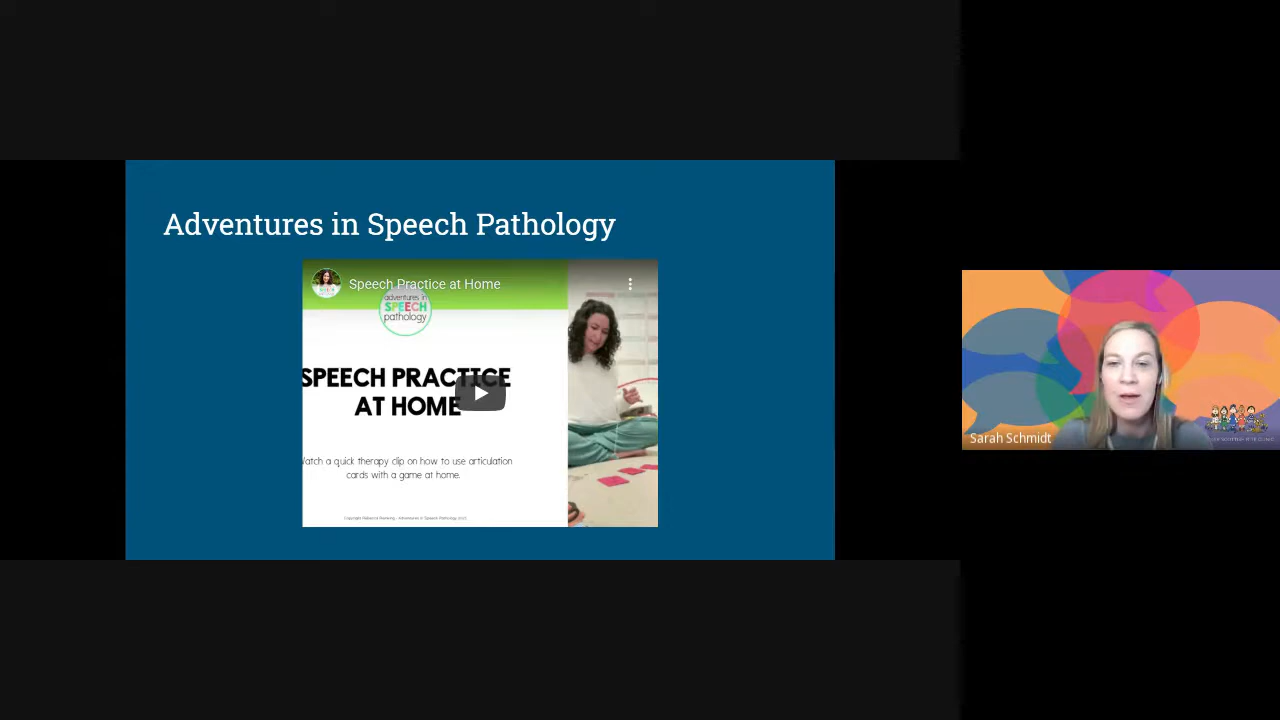 Adventures in Speech Pathology
Speech Practice at Home
adventures in
SPEECH
pathology
SPEECH PRACTICE
AT HOME
Watch a quick therapy clip on how to use articulation
cards with a game at home.
Sarah Schmidt